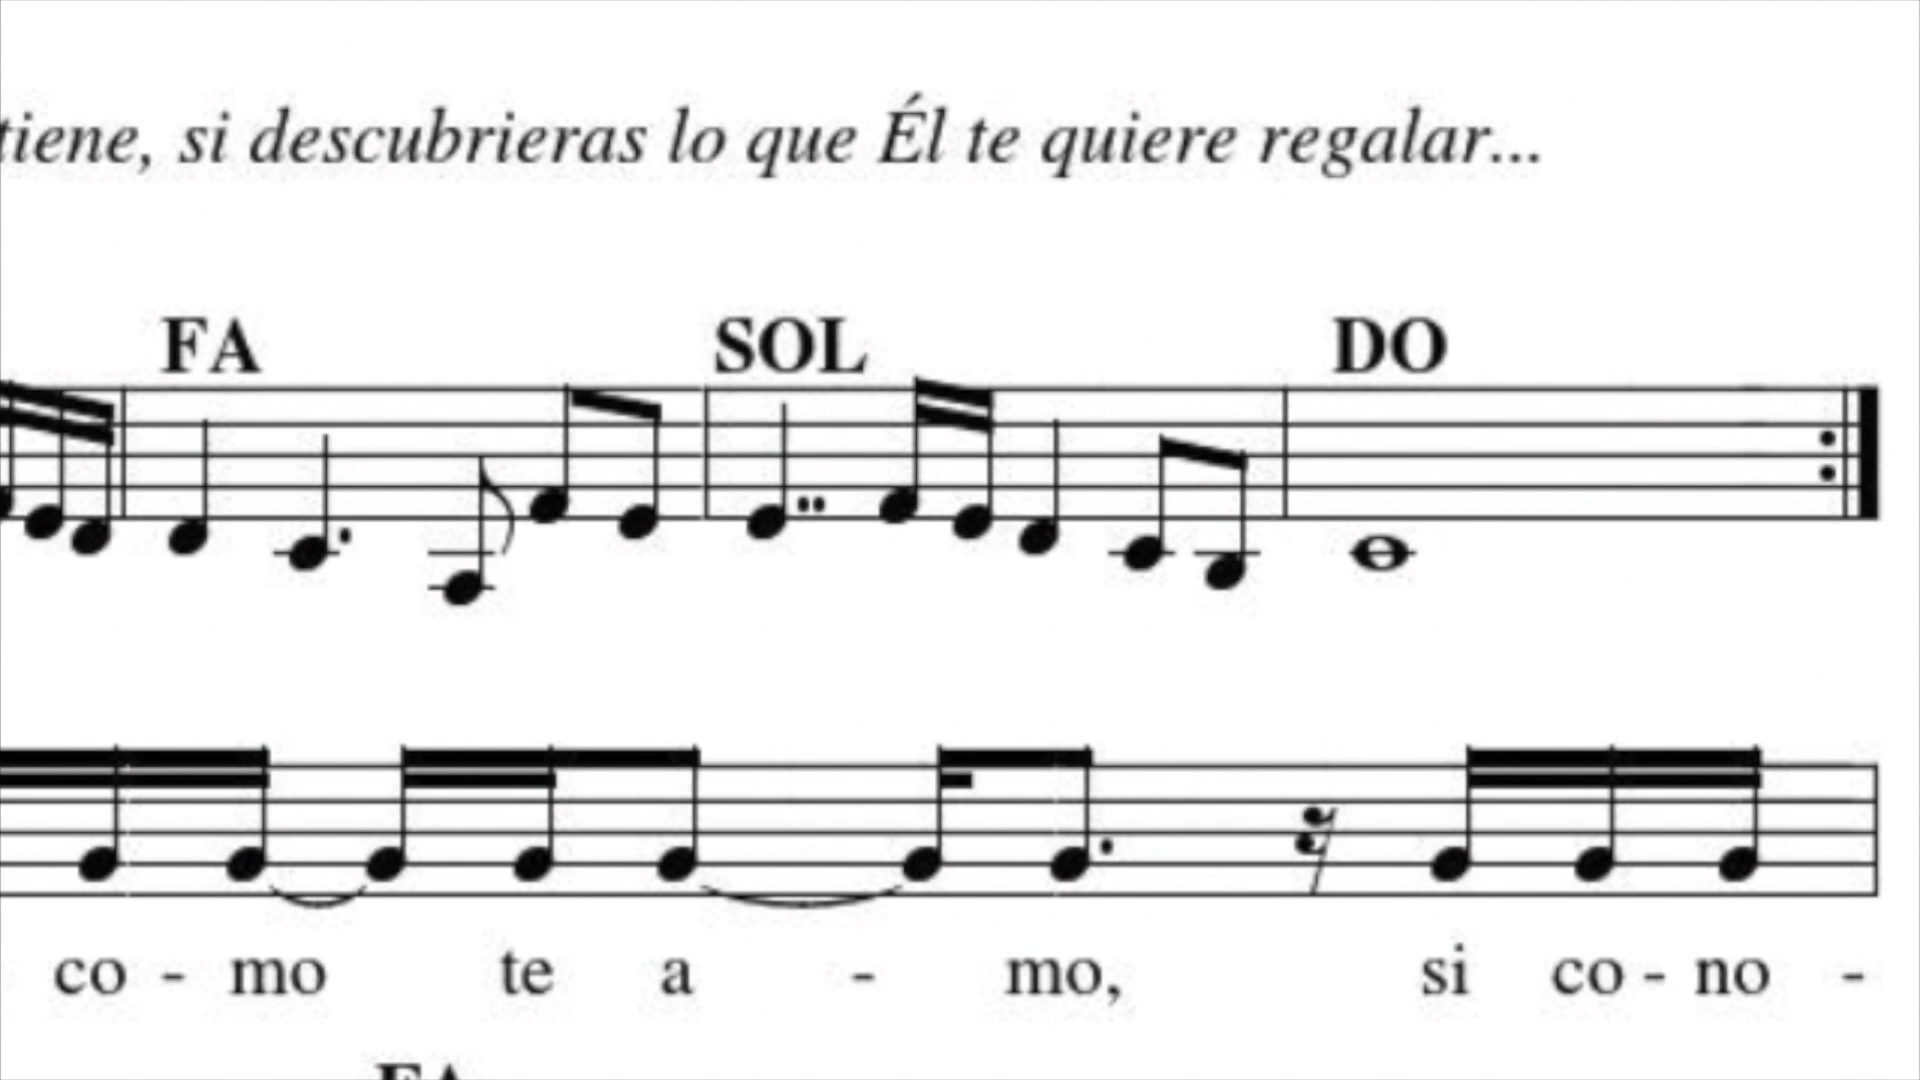 tiene, si descubrieras lo que Él te quiere regalar...
FA SOL DO
co - mo te a - mo, si co - no -